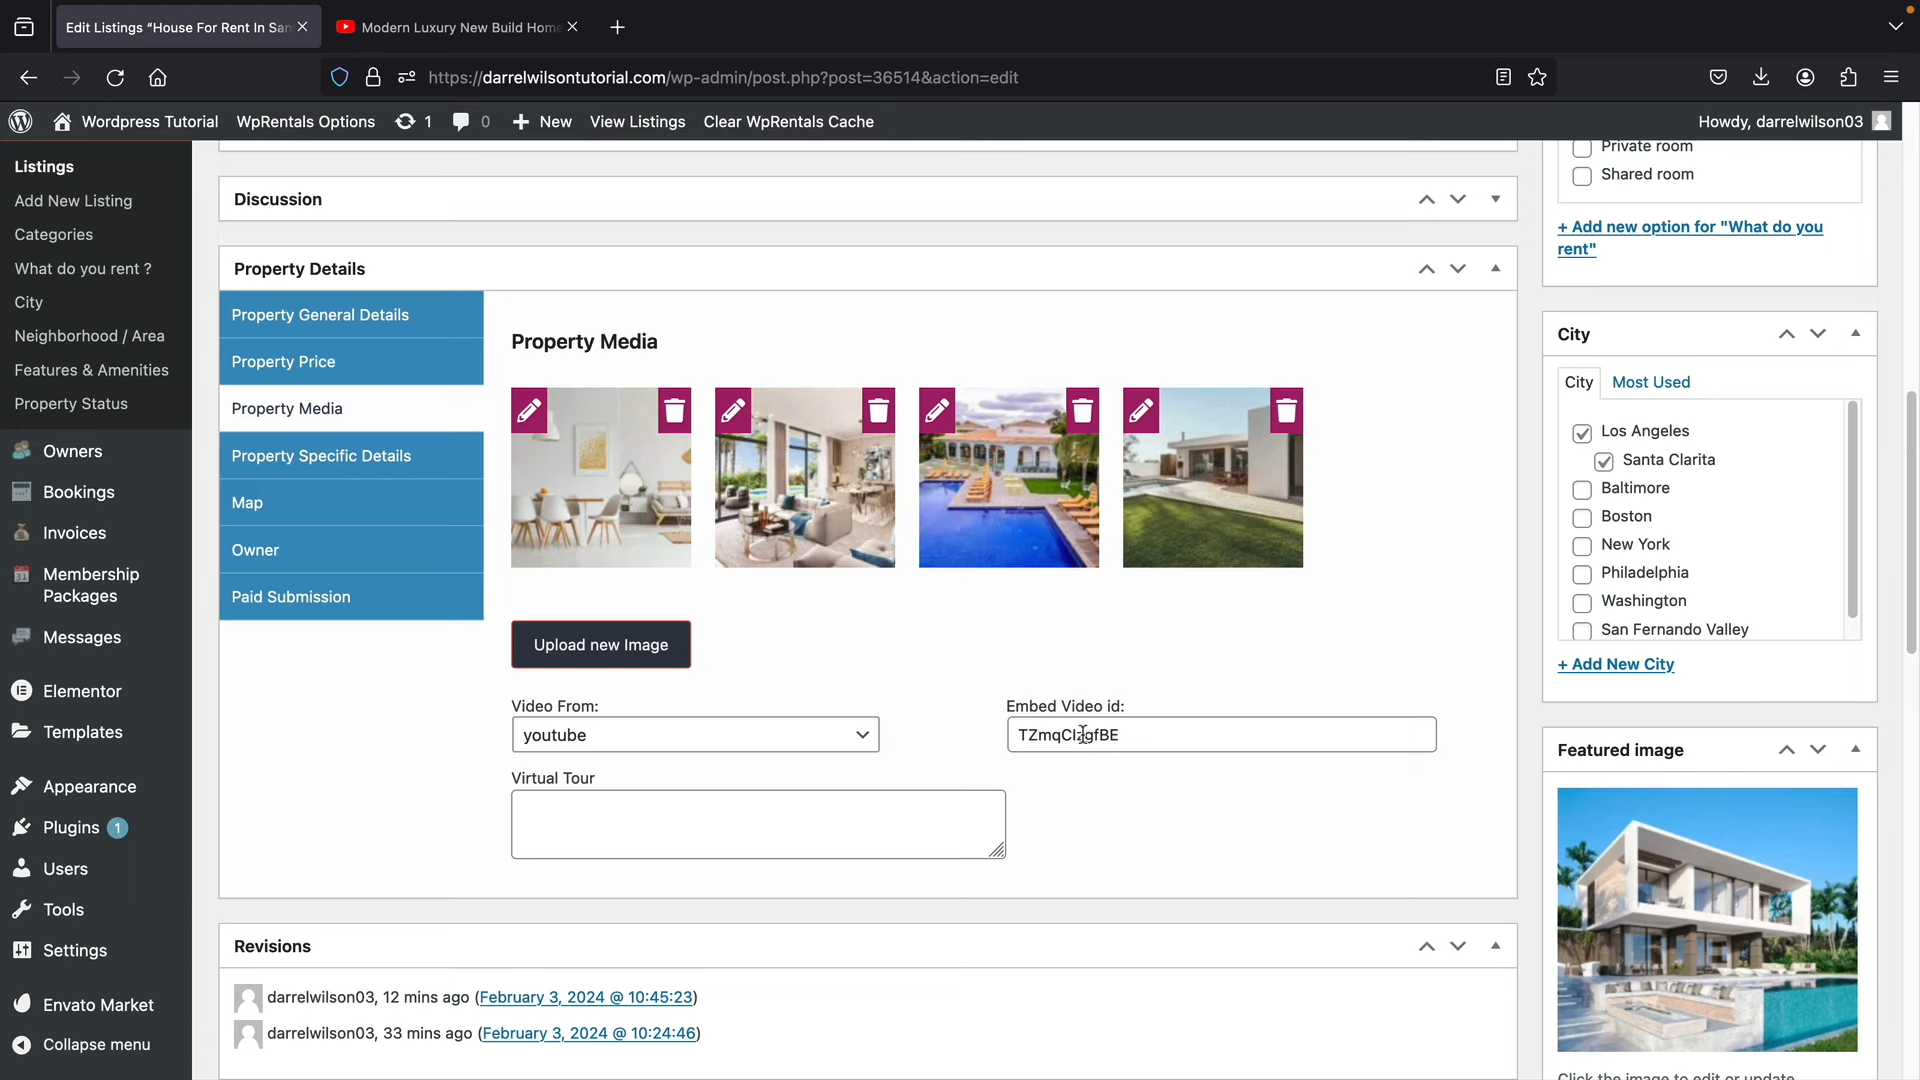 Edit Listings “House For Rent In San
Modern Luxury New Build Home
https://darrelwilsontutorial.com/wp-admin/post.php?post=36514&action=edit
Wordpress Tutorial
WpRentals Options
1
0
New
View Listings
Clear WpRentals Cache
Howdy, darrelwilson03
Listings
Add New Listing
Categories
What do you rent ?
City
Neighborhood / Area
Features & Amenities
Property Status
Owners
Bookings
Invoices
Membership
Packages
Messages
Elementor
Templates
Appearance
Plugins 1
Users
Tools
Settings
Envato Market
Collapse menu
Discussion
Property Details
Property General Details
Property Price
Property Media
Property Specific Details
Map
Owner
Paid Submission
Property Media
Upload new Image
Video From:
youtube
Embed Video id:
Virtual Tour
Revisions
darrelwilson03, 12 mins ago (February 3, 2024 @ 10:45:23)
darrelwilson03, 33 mins ago (February 3, 2024 @ 10:24:46)
Private room
Shared room
+ Add new option for "What do you
rent"
City
City
Most Used
Los Angeles
Santa Clarita
Baltimore
Boston
New York
Philadelphia
Washington
San Fernando Valley
+ Add New City
Featured image
Click the image to edit or update